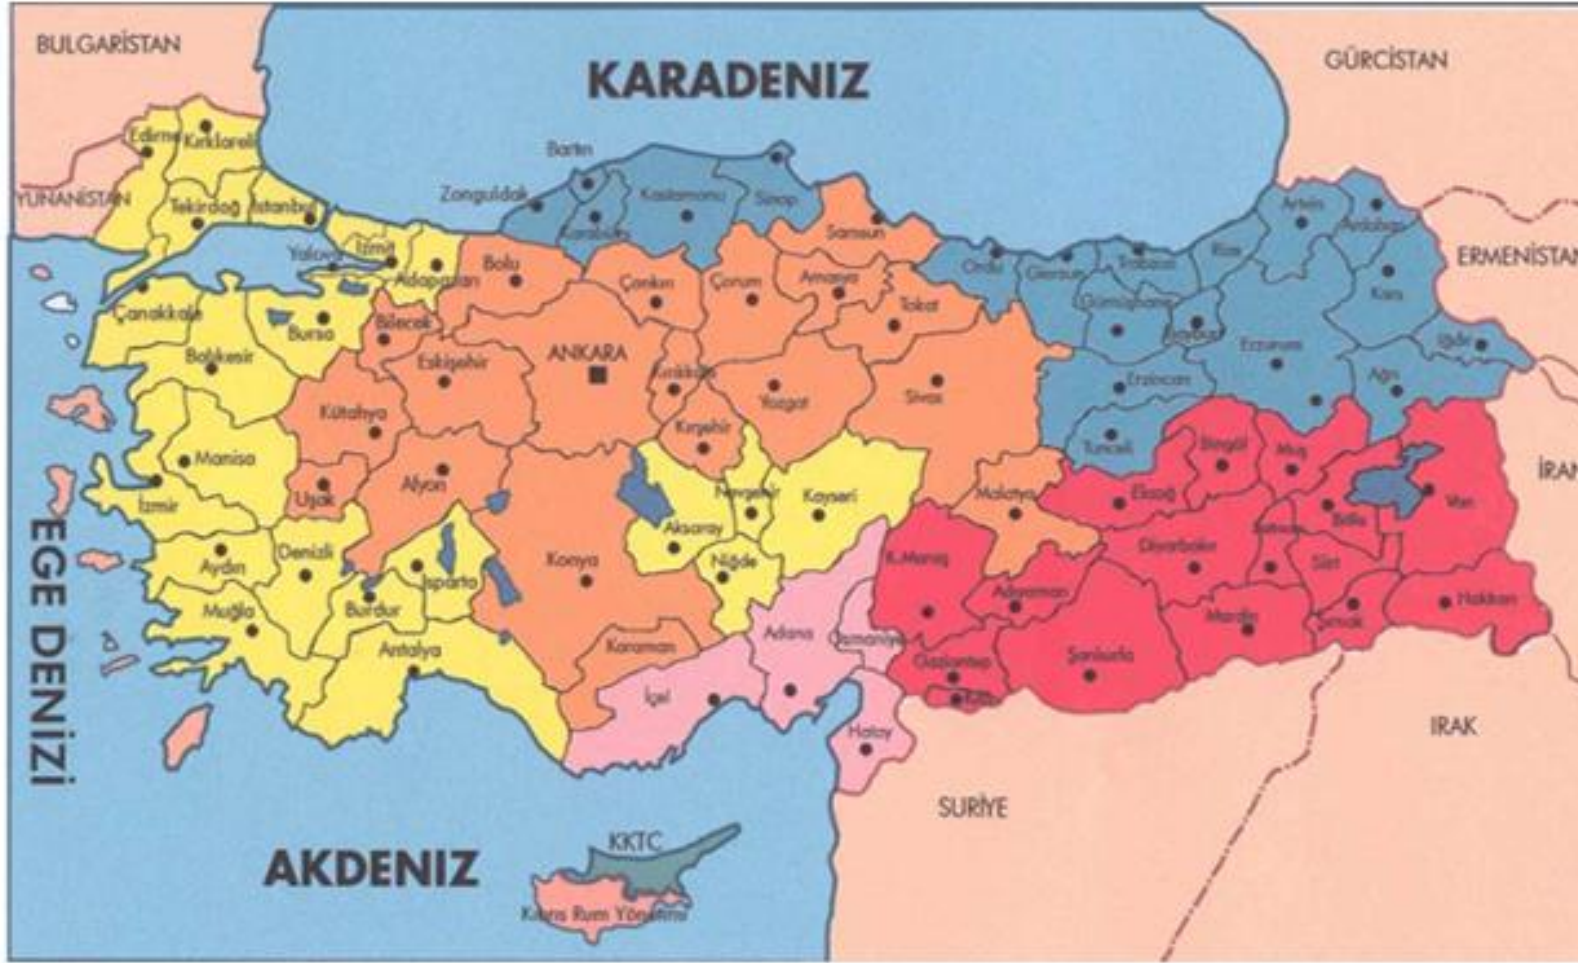 BULGARİSTAN
KARADENIZ
GÜRCİSTAN
Edirne
Kırklareli
Bartın
YUNANİSTAN
Tekirdağ
İstanbul
Zonguldak
Kastamonu
Sinop
Artvin
Ardahan
Karabük
Samsun
ERMENİSTAN
Yalova
İzmit
Adapazarı
Bolu
Çankırı
Çorum
Amasya
Tokat
Ordu
Giresun
Trabzon
Rize
Kars
Çanakkale
Bursa
Bilecek
Gümüşhane
Bayburt
Iğdır
Balıkesir
Eskişehir
ANKARA
Kırıkkale
Yozgat
Sivas
Erzincan
Erzurum
Ağrı
Kütahya
Kırşehir
Tunceli
Bingöl
Muş
Manisa
Uşak
Afyon
Nevşehir
Kayseri
Malatya
Elazığ
Van
İRAN
İzmir
Aksaray
Bitlis
Aydın
Denizli
Isparta
Konya
Niğde
K.Maraş
Diyarbakır
Batman
Siirt
EGE DENİZİ
Muğla
Burdur
Adıyaman
Mardin
Şırnak
Hakkari
Antalya
Karaman
Adana
Osmaniye
Gaziantep
Şanlıurfa
İçel
Kilis
Hatay
IRAK
SURİYE
KKTC
AKDENIZ
Kıbrıs Rum Yönetimi